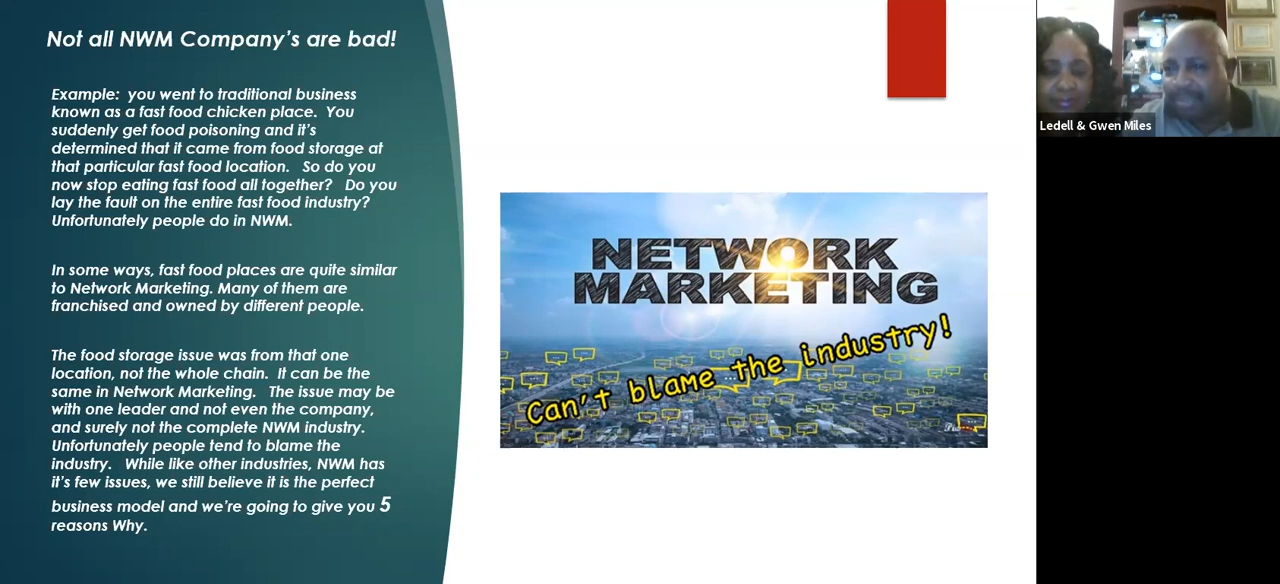 Not all NWM Company's are bad!
Example: you went to traditional business
known as a fast food chicken place. You
suddenly get food poisoning and it's
determined that it came from food storage at
that particular fast food location. So do you
now stop eating fast food all together? Do you
lay the fault on the entire fast food industry?
Unfortunately people do in NWM.
In some ways, fast food places are quite similar
to Network Marketing. Many of them are
franchised and owned by different people.
The food storage issue was from that one
location, not the whole chain. It can be the
same in Network Marketing. The issue may be
with one leader and not even the company,
and surely not the complete NWM industry.
Unfortunately people tend to blame the
industry. While like other industries, NWM has
it's few issues, we still believe it is the perfect
business model and we're going to give you 5
reasons Why.
NETWORK
MARKETING
Can't blame the industry!
Ledell & Gwen Miles